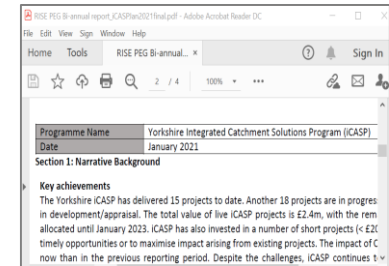 RISE PEG Bi-annual report_iCASPJan2021final.pdf - Adobe Acrobat Reader DC
File Edit View Sign Window Help
Home Tools RISE PEG Bi-annual... × Sign In
2 / 4 100%
Programme Name Yorkshire Integrated Catchment Solutions Program (iCASP)
Date January 2021
Section 1: Narrative Background
Key achievements
The Yorkshire iCASP has delivered 15 projects to date. Another 18 projects are in progres
in development/appraisal. The total value of live iCASP projects is £2.4m, with the rem
allocated until January 2023. iCASP has also invested in a number of short projects (< £20
timely opportunities or to maximise impact arising from existing projects. The impact of C
now than in the previous reporting period. Despite the challenges, iCASP continues t